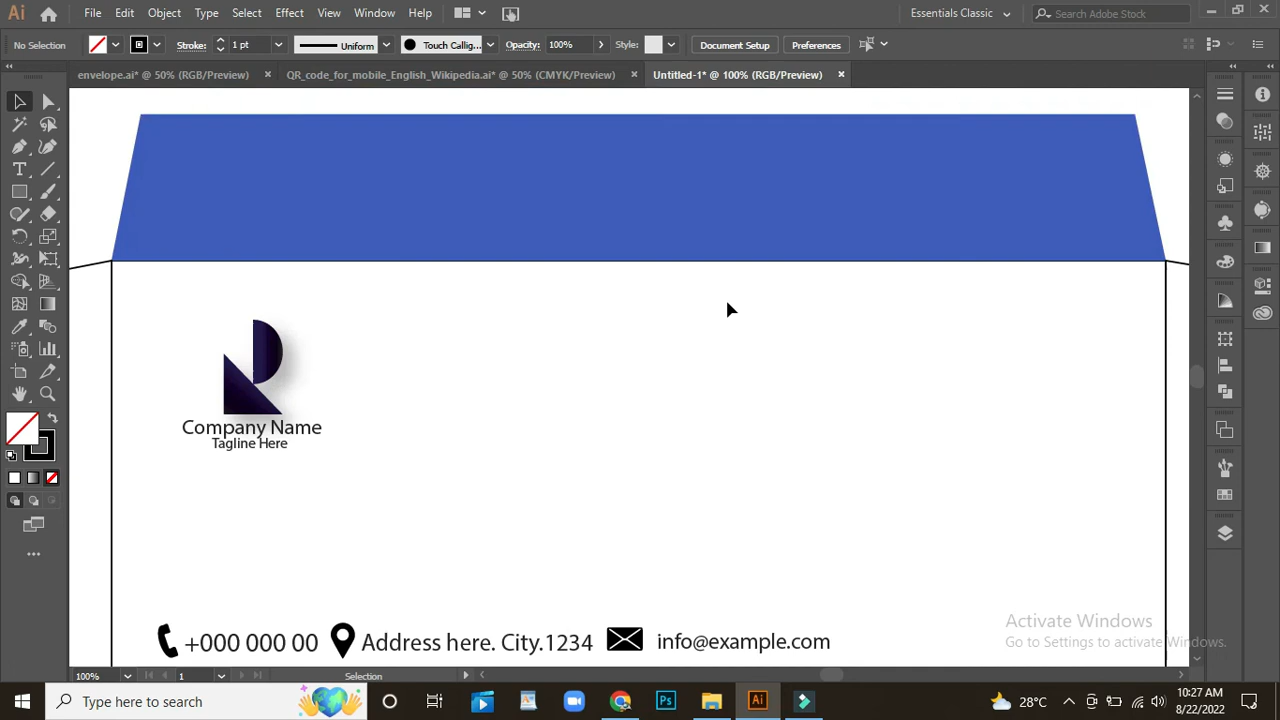 Ai File Edit Object Type Select Effect View Window Help Essentials Classic Search Adobe Stock
No Selection Stroke: 1 pt Uniform Touch Callig... Opacity: 100% Style: Document Setup Preferences
envelope.ai* @ 50% (RGB/Preview) × QR_code_for_mobile_English_Wikipedia.ai* @ 50% (CMYK/Preview) × Untitled-1* @ 100% (RGB/Preview) ×
Company Name
Tagline Here
+000 000 00 Address here. City.1234 info@example.com
Activate Windows
Go to Settings to activate Windows.
100% 1 Selection
Type here to search Ps Ai 28°C 10:27 AM
8/22/2022